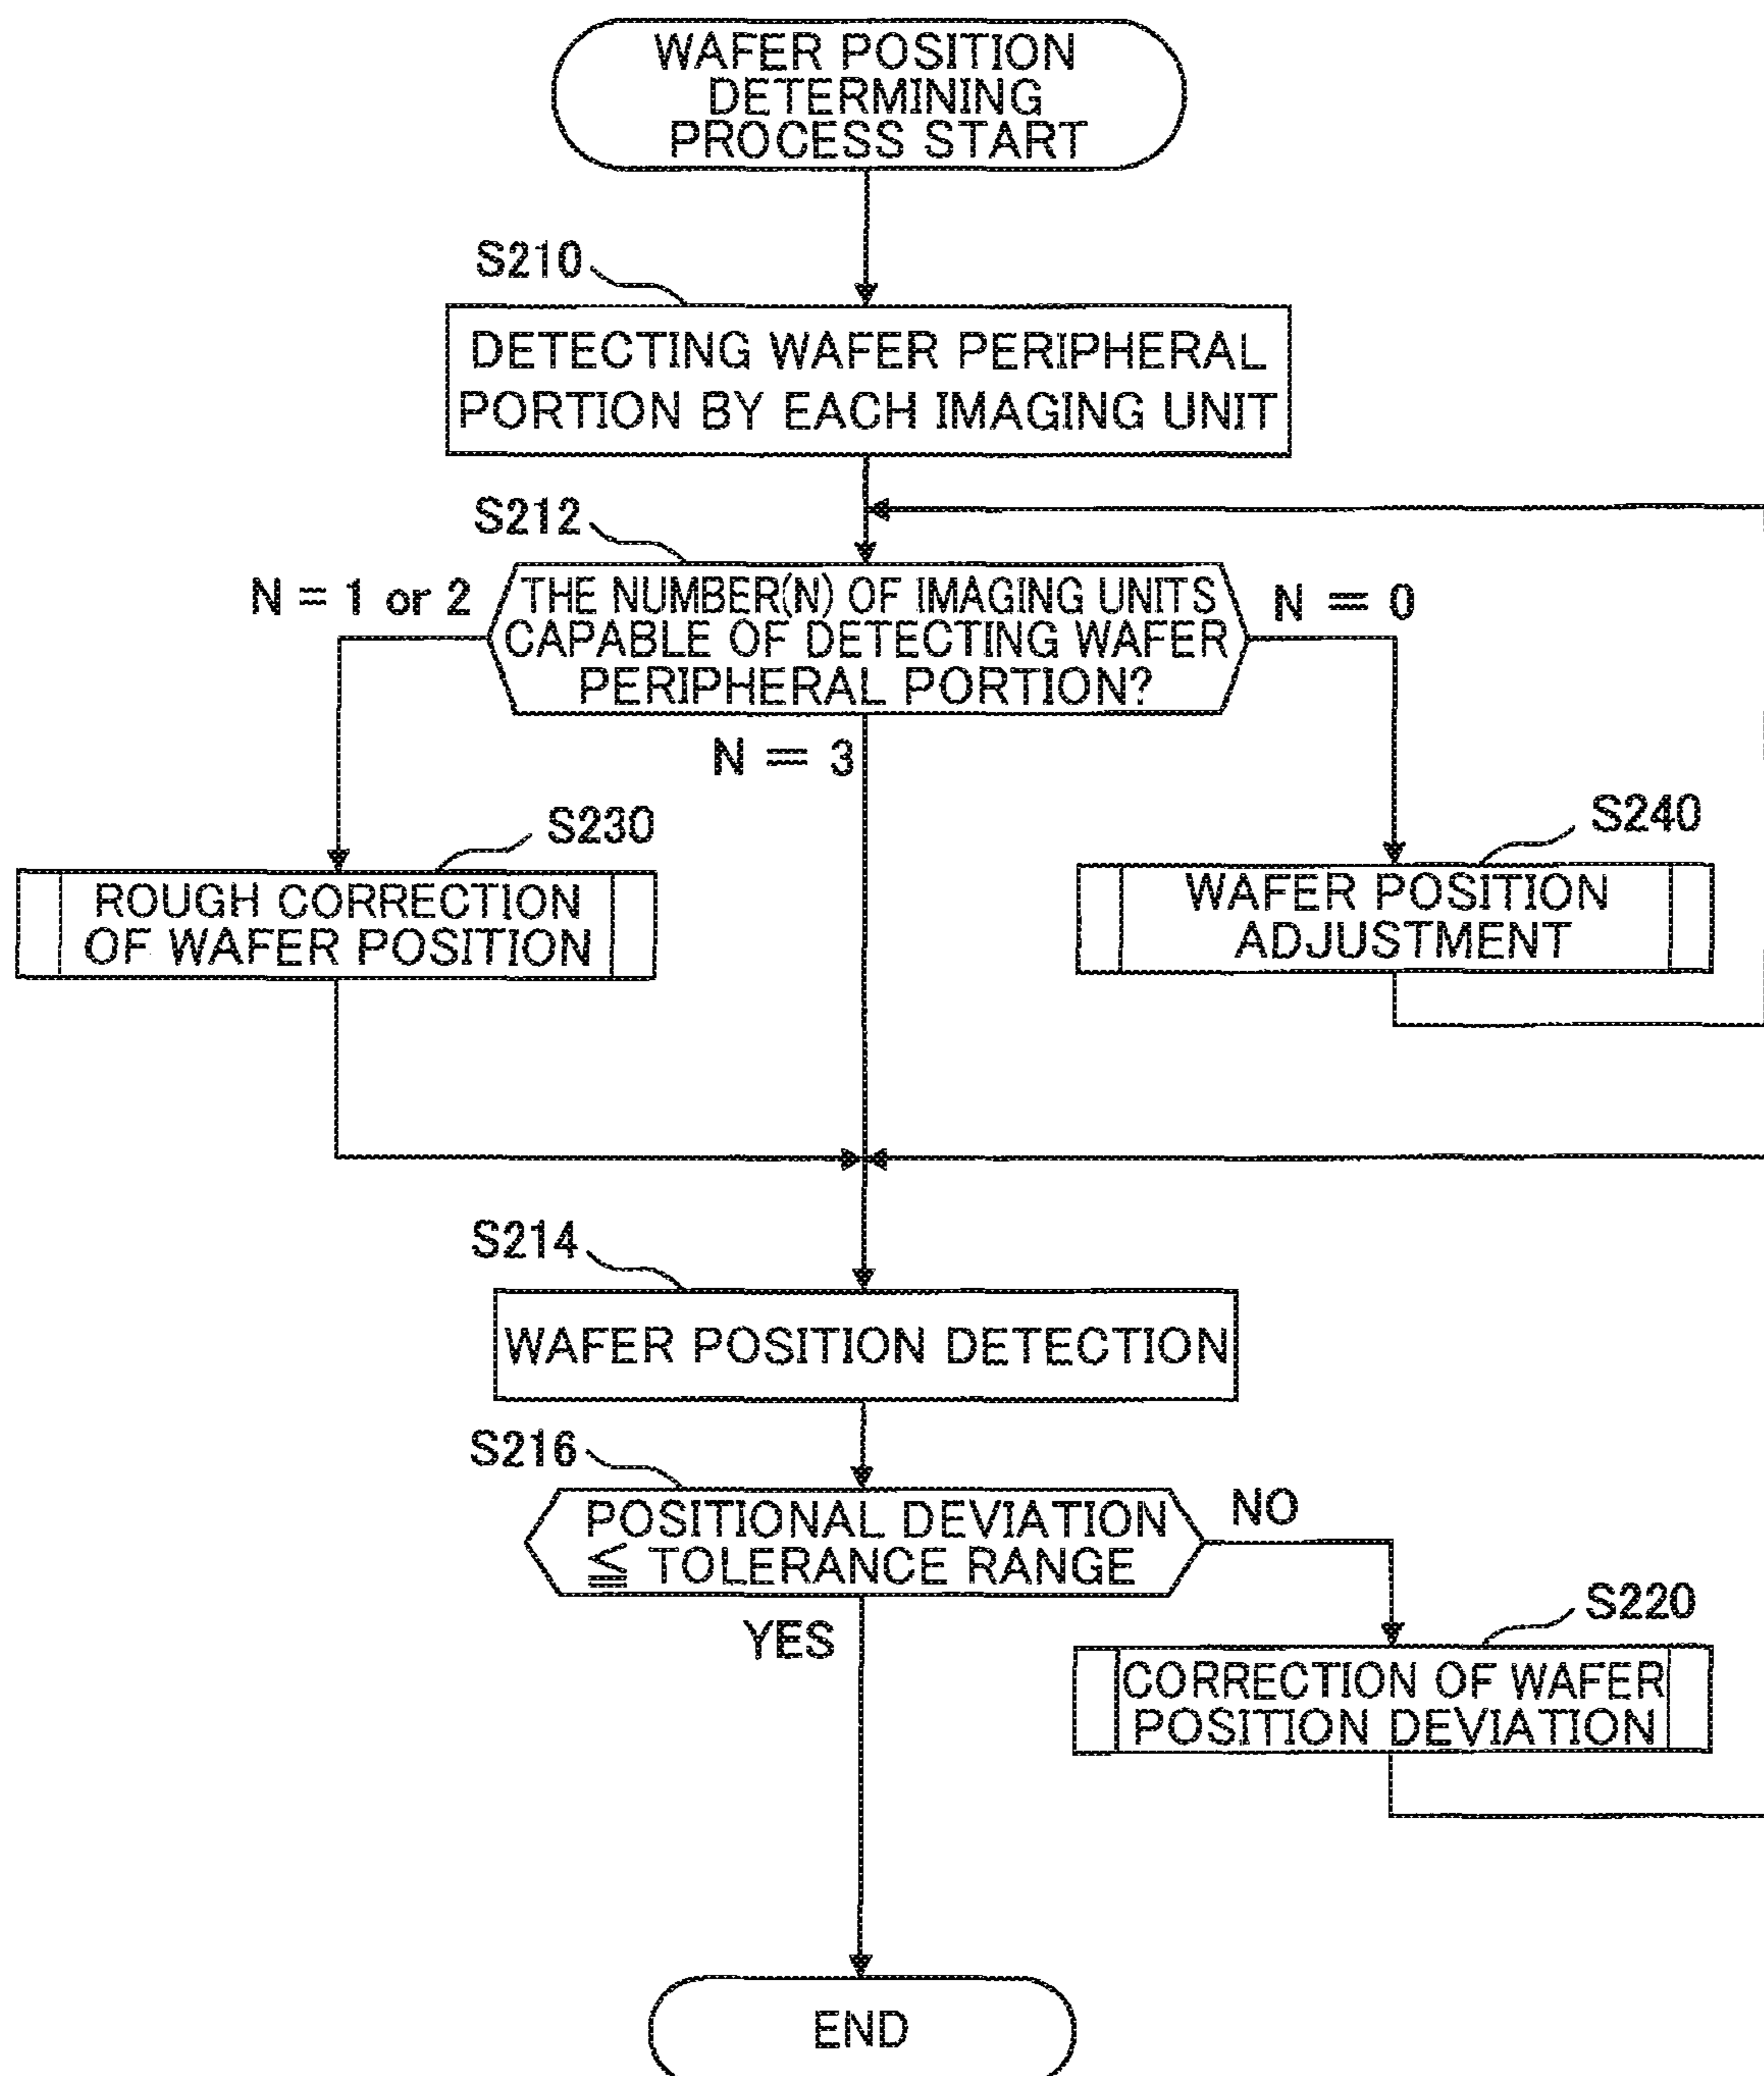 WAFER POSITION
DETERMINING
PROCESS START
S210
DETECTING WAFER PERIPHERAL
PORTION BY EACH IMAGING UNIT
S212
N = 1 or 2
THE NUMBER(N) OF IMAGING UNITS
CAPABLE OF DETECTING WAFER
PERIPHERAL PORTION?
N = 0
N = 3
S230
ROUGH CORRECTION
OF WAFER POSITION
S240
WAFER POSITION
ADJUSTMENT
S214
WAFER POSITION DETECTION
S216
POSITIONAL DEVIATION
≦ TOLERANCE RANGE
NO
YES
S220
CORRECTION OF WAFER
POSITION DEVIATION
END